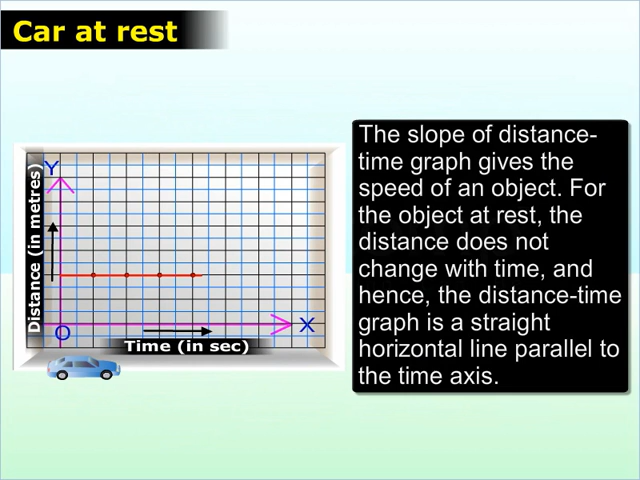 Car at rest
Y
Distance (in metres)
O
X
Time (in sec)
The slope of distance-
time graph gives the
speed of an object. For
the object at rest, the
distance does not
change with time, and
hence, the distance-time
graph is a straight
horizontal line parallel to
the time axis.